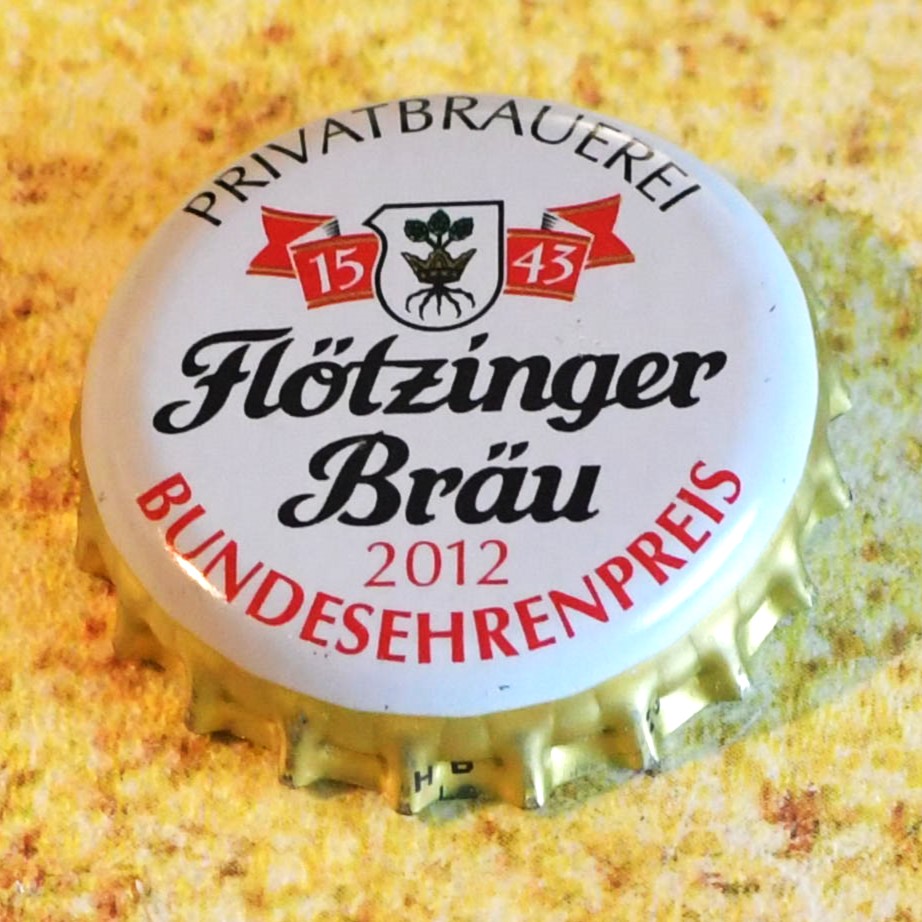 PRIVATBRAUEREI
15 43
Flötzinger
Bräu
2012
BUNDESEHRENPREIS